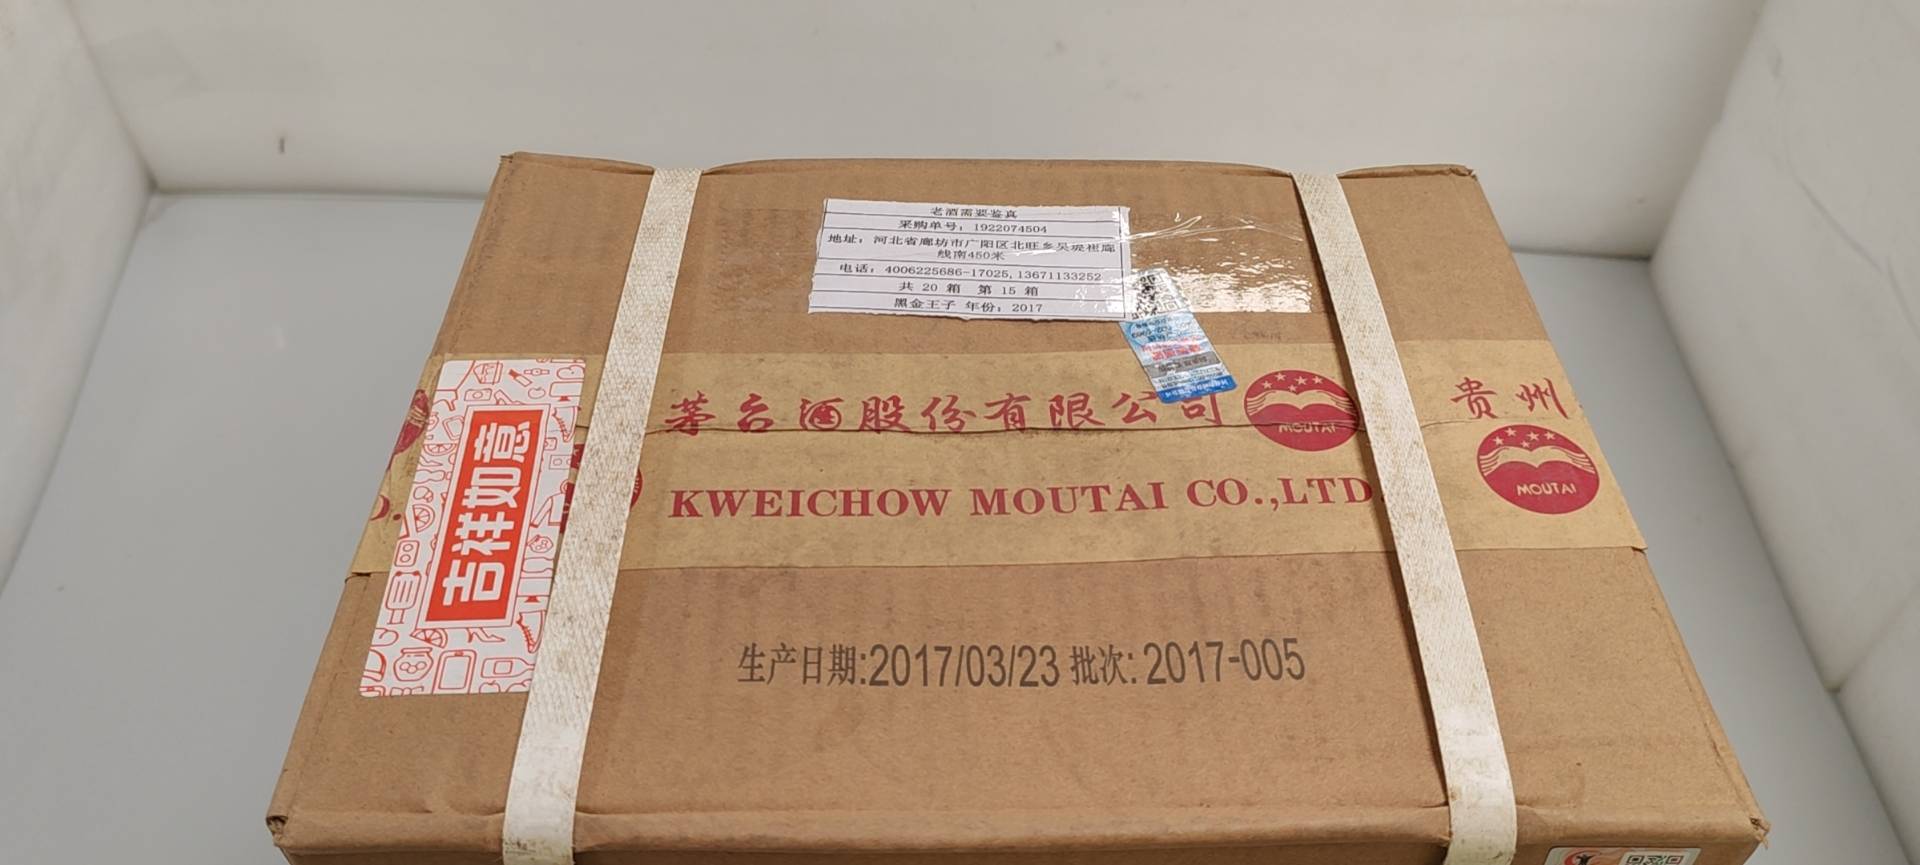 老酒需要鉴真
采购单号：1922074504
地址：河北省廊坊市广阳区北旺乡吴堤村廊
线南450米
电话：4006225686-17025,13671133252
共 20 箱 第 15 箱
黑金王子 年份：2017
茅台酒股份有限公司
MOUTAI
贵州
MOUTAI
KWEICHOW MOUTAI CO.,LTD.
吉祥如意
生产日期:2017/03/23 批次: 2017-005